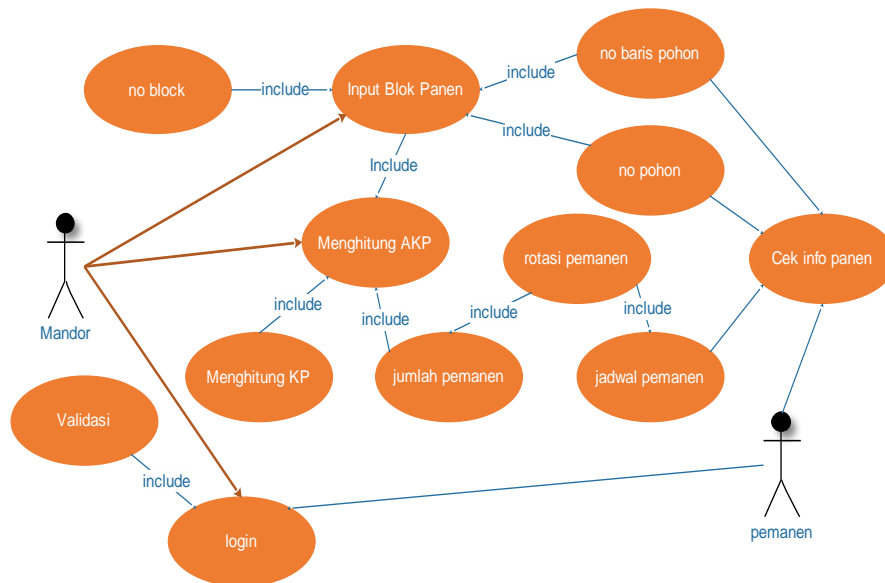 no baris pohon
include
no block
include
Input Blok Panen
include
Include
no pohon
Menghitung AKP
rotasi pemanen
Cek info panen
include
include
include
include
Mandor
Menghitung KP
jumlah pemanen
jadwal pemanen
Validasi
include
login
pemanen